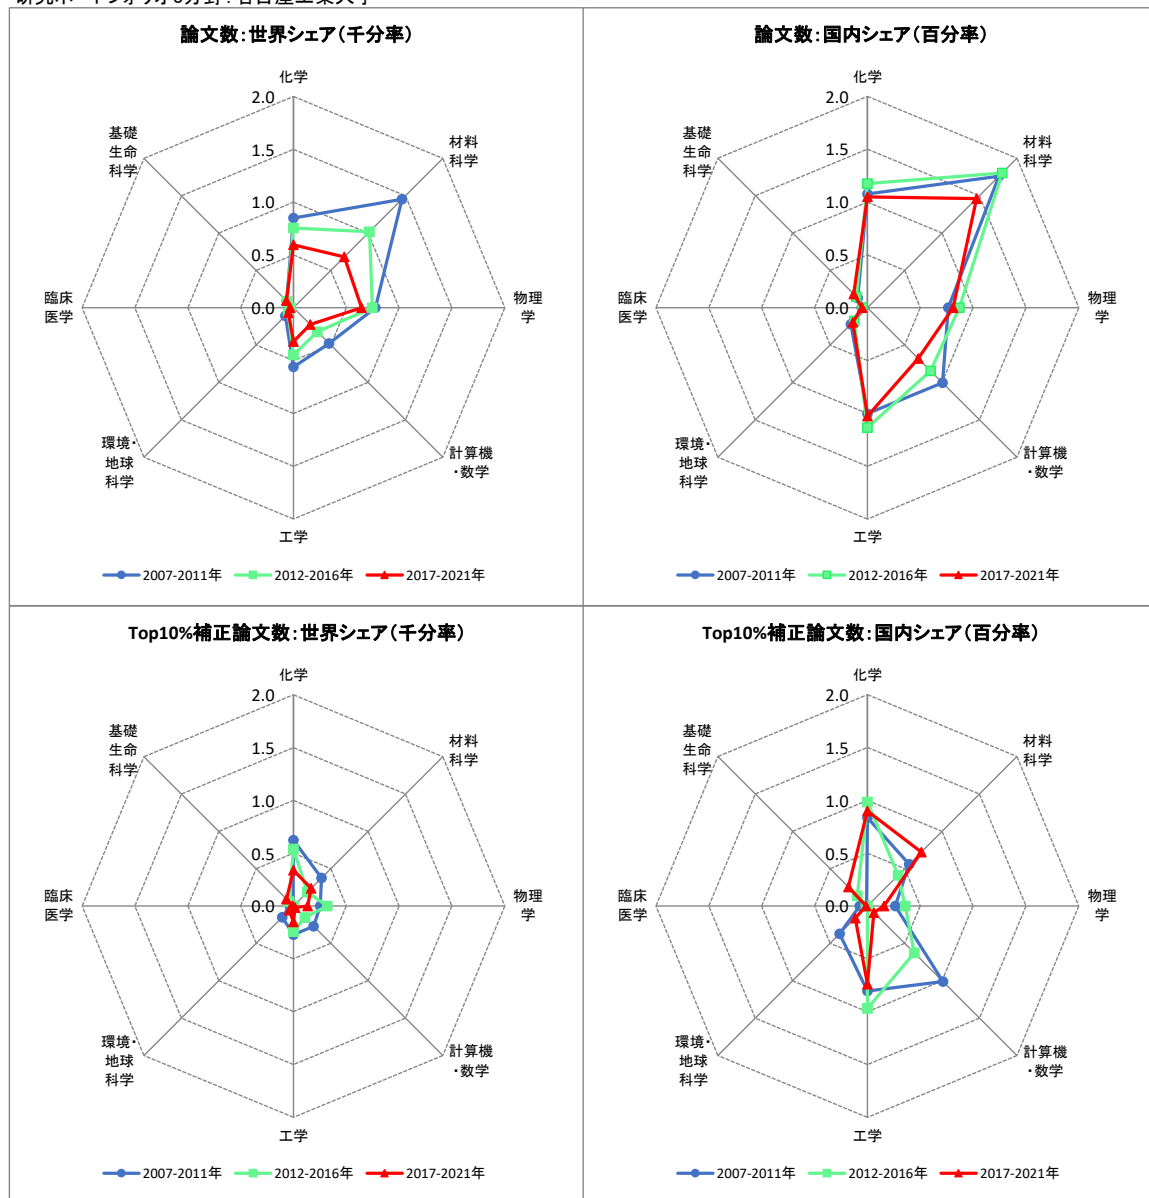 論文数：世界シェア（千分率）
化学
2.0
1.5
1.0
0.5
0.0
材料
科学
物理
学
計算機
・数学
工学
環境・
地球
科学
臨床
医学
基礎
生命
科学
2007-2011年 2012-2016年 2017-2021年
論文数：国内シェア（百分率）
化学
2.0
1.5
1.0
0.5
0.0
材料
科学
物理
学
計算機
・数学
工学
環境・
地球
科学
臨床
医学
基礎
生命
科学
2007-2011年 2012-2016年 2017-2021年
Top10%補正論文数：世界シェア（千分率）
化学
2.0
1.5
1.0
0.5
0.0
材料
科学
物理
学
計算機
・数学
工学
環境・
地球
科学
臨床
医学
基礎
生命
科学
2007-2011年 2012-2016年 2017-2021年
Top10%補正論文数：国内シェア（百分率）
化学
2.0
1.5
1.0
0.5
0.0
材料
科学
物理
学
計算機
・数学
工学
環境・
地球
科学
臨床
医学
基礎
生命
科学
2007-2011年 2012-2016年 2017-2021年